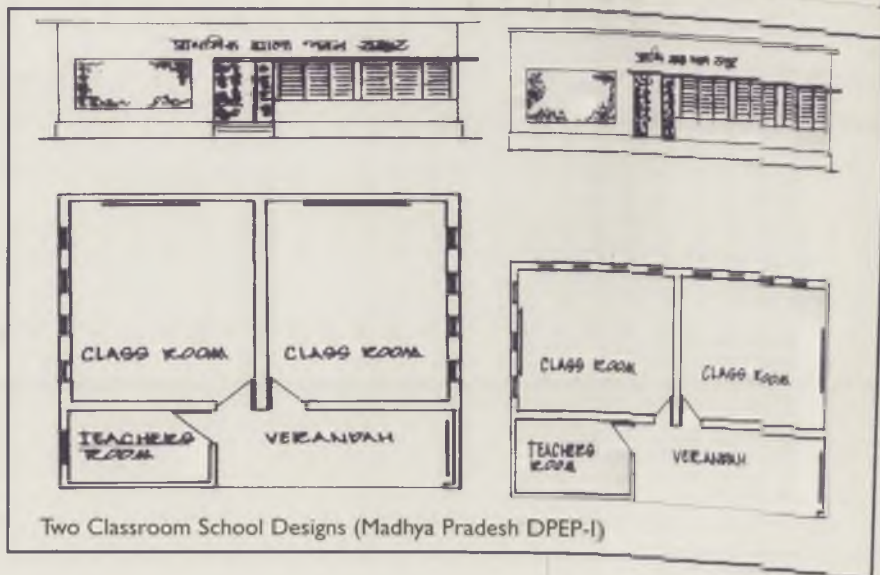 CLASS ROOM
CLASS ROOM
TEACHERS
ROOM
VERANDAH
CLASS ROOM
CLASS ROOM
TEACHERS
ROOM
VERANDAH
Two Classroom School Designs (Madhya Pradesh DPEP-I)